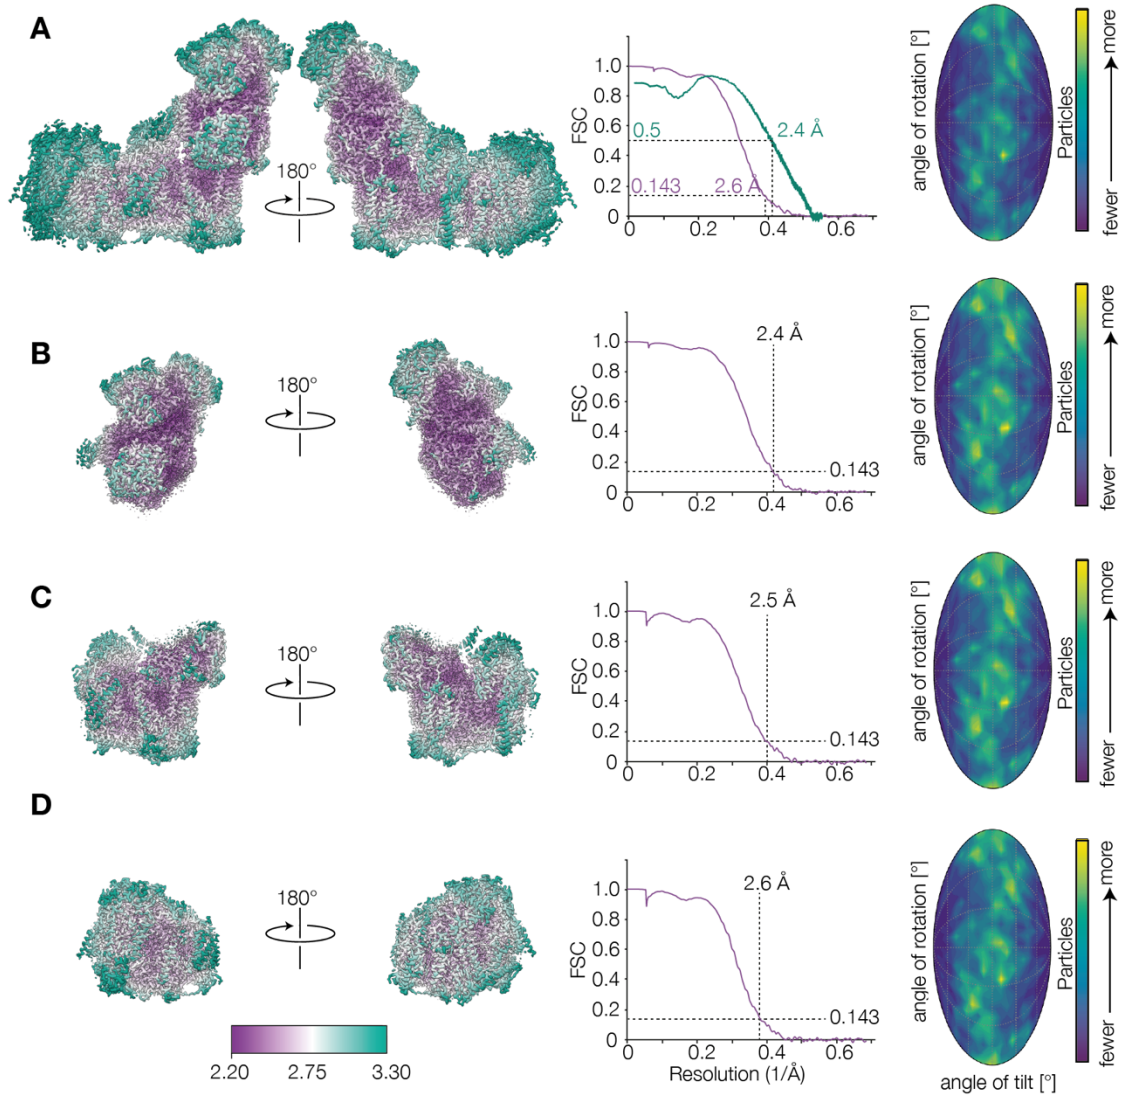 A
180°
FSC
1.0
0.8
0.6
0.4
0.2
0
0.5
2.4 Å
0.143
2.6 Å
0 0.2 0.4 0.6
angle of rotation [°]
Particles
fewer
more
B
180°
FSC
1.0
0.8
0.6
0.4
0.2
0
2.4 Å
0.143
0 0.2 0.4 0.6
angle of rotation [°]
Particles
fewer
more
C
180°
FSC
1.0
0.8
0.6
0.4
0.2
0
2.5 Å
0.143
0 0.2 0.4 0.6
angle of rotation [°]
Particles
fewer
more
D
180°
FSC
1.0
0.8
0.6
0.4
0.2
0
2.6 Å
0.143
0 0.2 0.4 0.6
Resolution (1/Å)
angle of rotation [°]
angle of tilt [°]
Particles
fewer
more
2.20 2.75 3.30